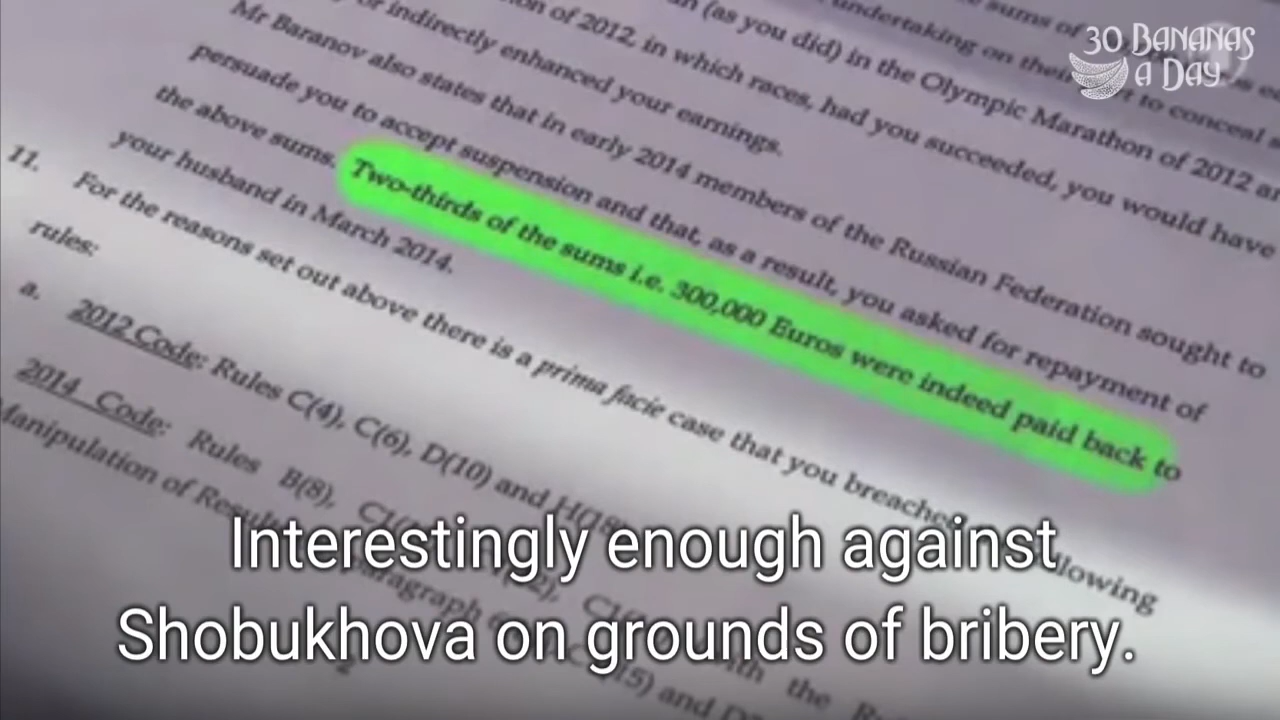 30 BANANAS
A DAY
sums of
undertaking on their
to conceal
(as you did) in the Olympic Marathon of 2012
on of 2012, in which races, had you succeeded, you would have
or indirectly enhanced your earnings.
Mr Baranov also states that in early 2014 members of the Russian Federation sought to
persuade you to accept suspension and that, as a result, you asked for repayment of
the above sums. Two-thirds of the sums i.e. 300,000 Euros were indeed paid back to
your husband in March 2014.
11. For the reasons set out above there is a prima facie case that you breached
rules:
a. 2012 Code: Rules C(4), C(6), D(10) and
2014 Code: Rules B(8),
Manipulation of
the
and
Interestingly enough against
Shobukhova on grounds of bribery.